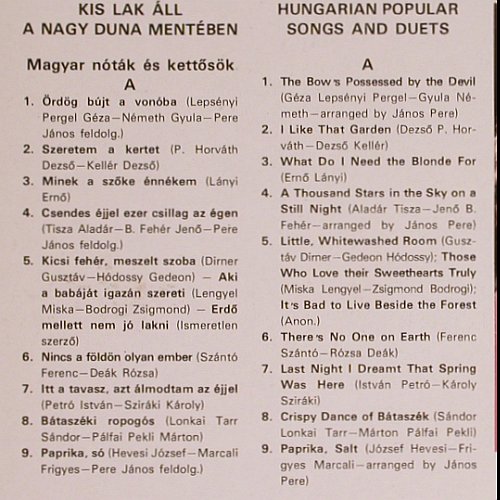 KIS LAK ÁLL
A NAGY DUNA MENTÉBEN
Magyar nóták és kettősök
A
1. Ördög bújt a vonóba (Lepsényi
Pergel Géza—Németh Gyula—Pere
János feldolg.)
2. Szeretem a kertet (P. Horváth
Dezső—Kellér Dezső)
3. Minek a szőke énnékem (Lányi
Ernő)
4. Csendes éjjel ezer csillag az égen
(Tisza Aladár—B. Fehér Jenő—Pere
János feldolg.)
5. Kicsi fehér, meszelt szoba (Dirner
Gusztáv—Hódossy Gedeon) — Aki
a babáját igazán szereti (Lengyel
Miska—Bodrogi Zsigmond) — Erdő
mellett nem jó lakni (Ismeretlen
szerző)
6. Nincs a földön olyan ember (Szántó
Ferenc—Deák Rózsa)
7. Itt a tavasz, azt álmodtam az éjjel
(Petró István—Sziráki Károly)
8. Bátaszéki ropogós (Lonkai Tarr
Sándor—Pálfai Pekli Márton)
9. Paprika, só (Hevesi József—Marcali
Frigyes—Pere János feldolg.)
HUNGARIAN POPULAR
SONGS AND DUETS
A
1. The Bow's Possessed by the Devil
(Géza Lepsényi Pergel—Gyula Né-
meth—arranged by János Pere)
2. I Like That Garden (Dezső P. Hor-
váth—Dezső Kellér)
3. What Do I Need the Blonde For
(Ernő Lányi)
4. A Thousand Stars in the Sky on a
Still Night (Aladár Tisza—Jenő B.
Fehér—arranged by János Pere)
5. Little, Whitewashed Room (Gusz-
táv Dirner—Gedeon Hódossy); Those
Who Love their Sweethearts Truly
(Miska Lengyel—Zsigmond Bodrogi);
It's Bad to Live Beside the Forest
(Anon.)
6. There's No One on Earth (Ferenc
Szántó—Rózsa Deák)
7. Last Night I Dreamt That Spring
Was Here (István Petró—Károly
Sziráki)
8. Crispy Dance of Bátaszék (Sándor
Lonkai Tarr—Márton Pálfai Pekli)
9. Paprika, Salt (József Hevesi—Fri-
gyes Marcali—arranged by János
Pere)